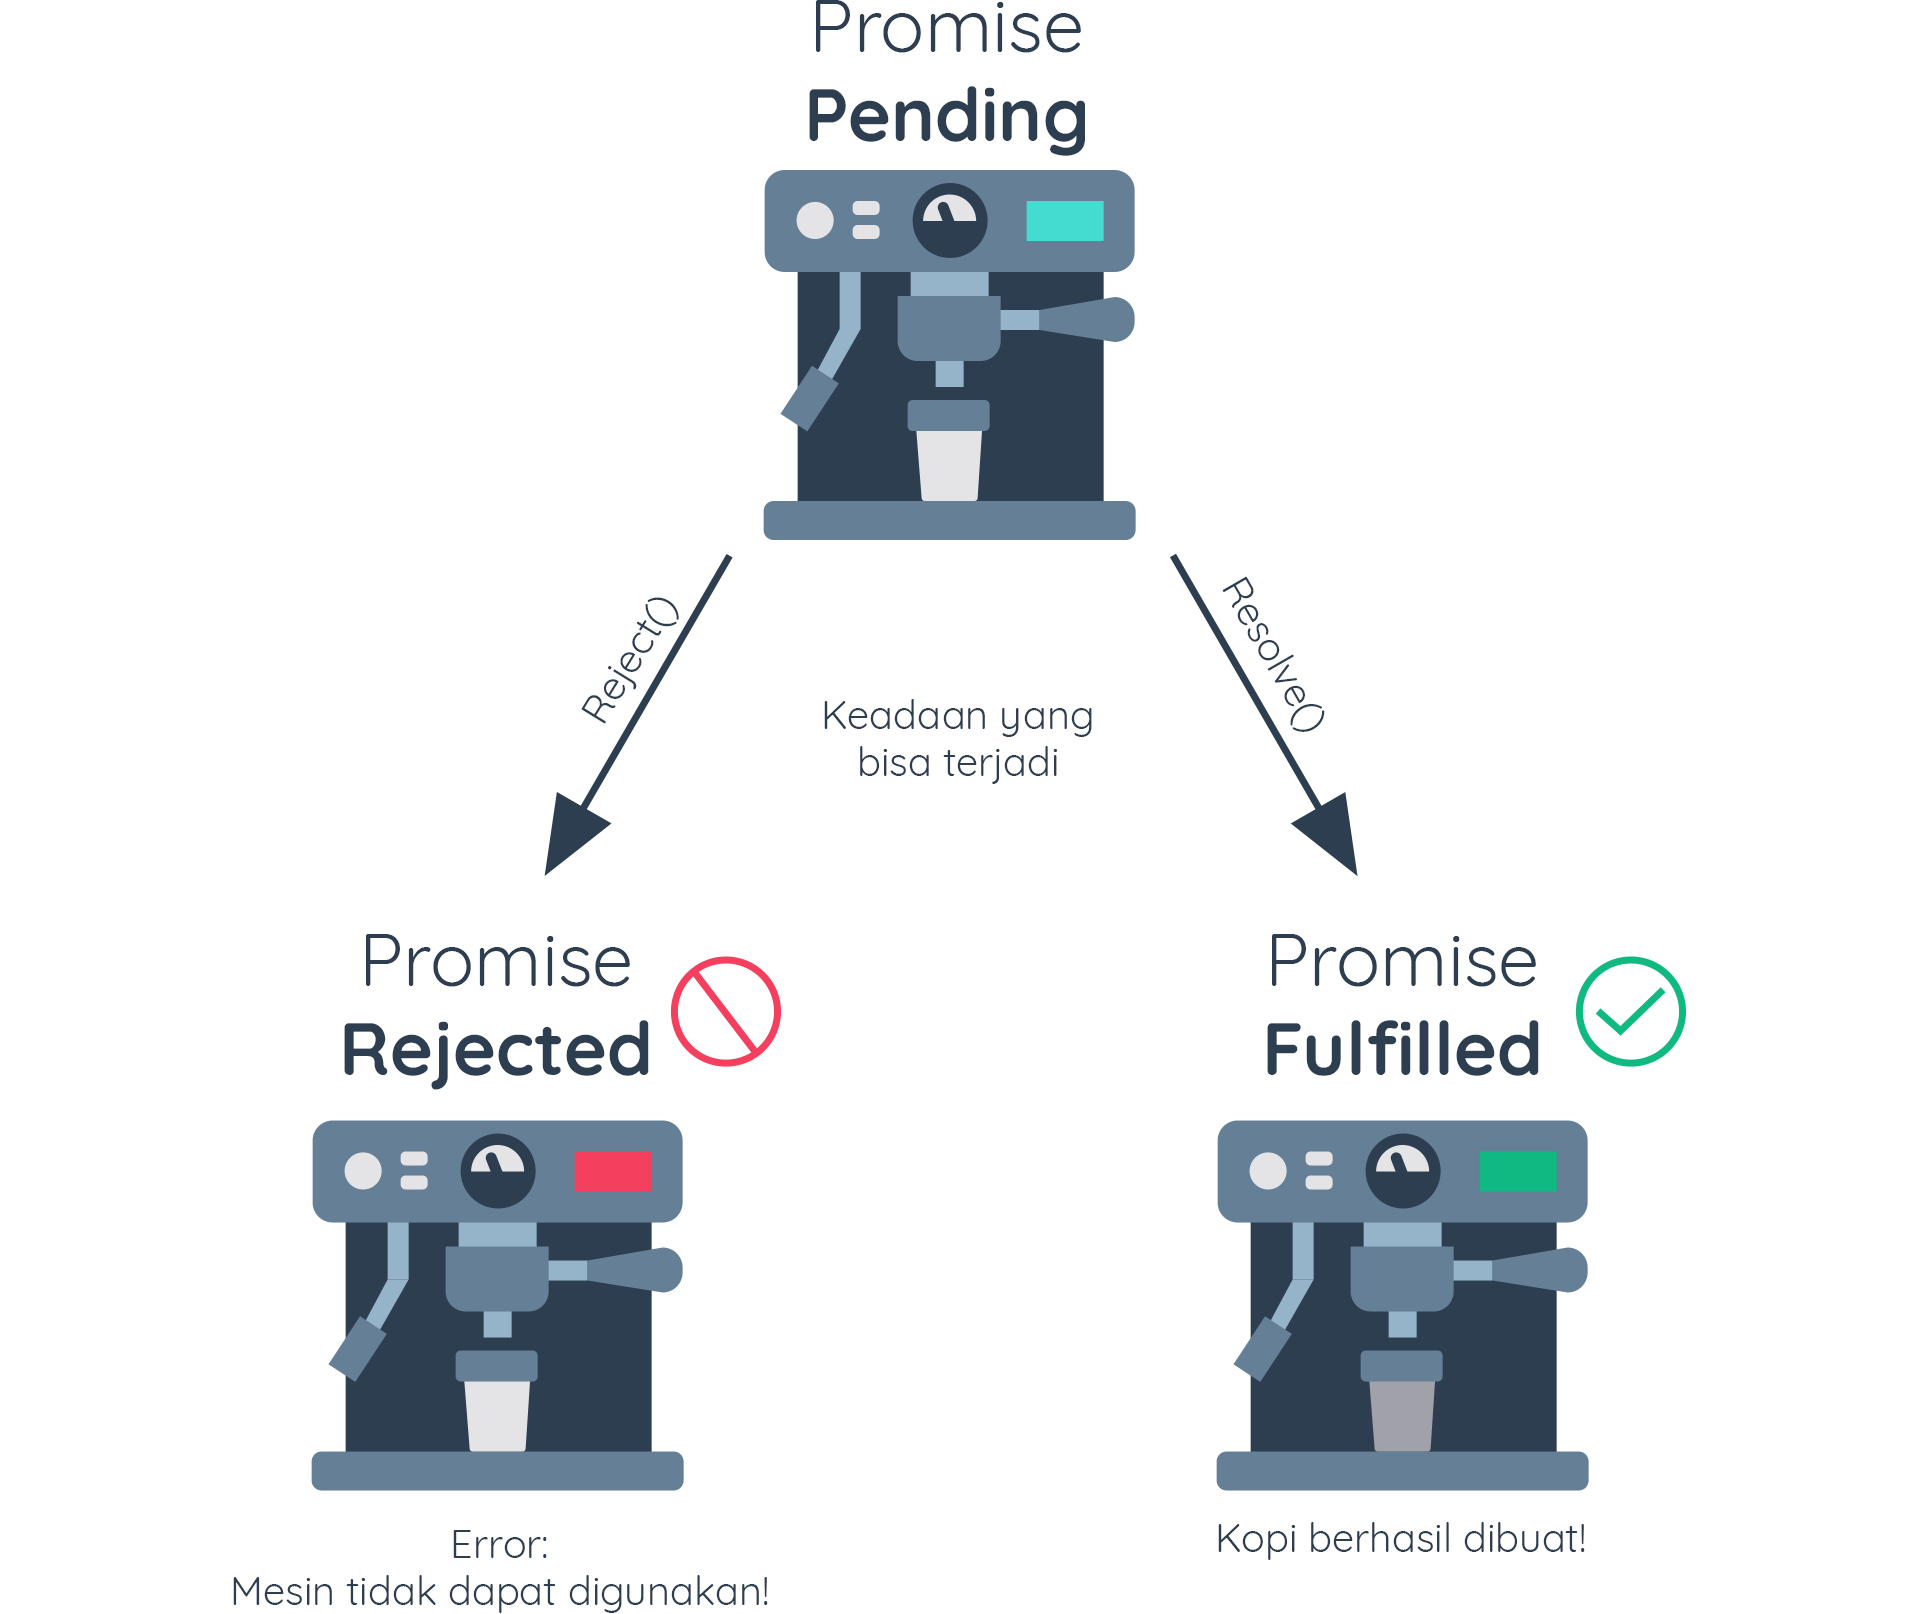 Promise
Pending
Reject()
Resolve()
Keadaan yang
bisa terjadi
Promise
Rejected
Promise
Fulfilled
Error:
Mesin tidak dapat digunakan!
Kopi berhasil dibuat!